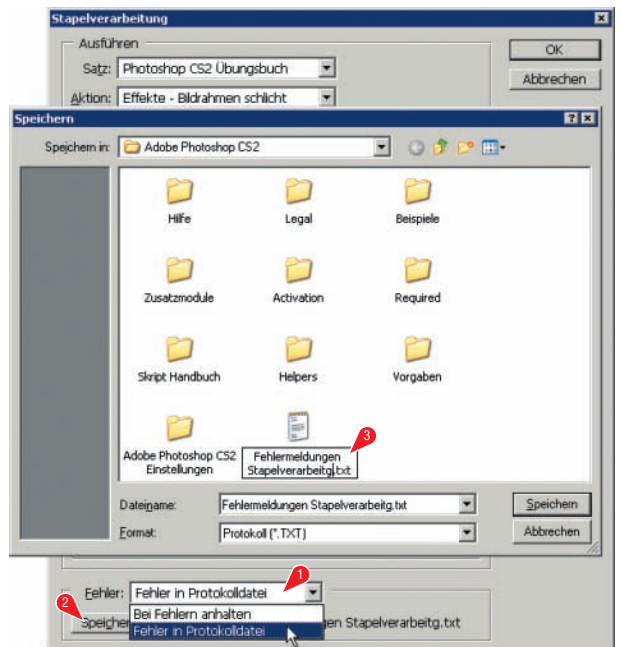 Stapelverarbeitung
Ausführen
OK
Satz: Photoshop CS2 Übungsbuch
Abbrechen
Aktion: Effekte - Bildrahmen schlicht
Speichern
Speichern in: Adobe Photoshop CS2
Hilfe
Legal
Beispiele
Zusatzmodule
Activation
Required
Skript Handbuch
Helpers
Vorgaben
Adobe Photoshop CS2
Einstellungen
Fehlermeldungen
Stapelverarbeitg.txt
3
Dateiname: Fehlermeldungen Stapelverarbeitg.txt
Speichern
Format: Protokoll (*.TXT)
Abbrechen
1
Fehler: Fehler in Protokolldatei
2
Bei Fehlern anhalten
Fehler in Protokolldatei
Stapelverarbeitg.txt